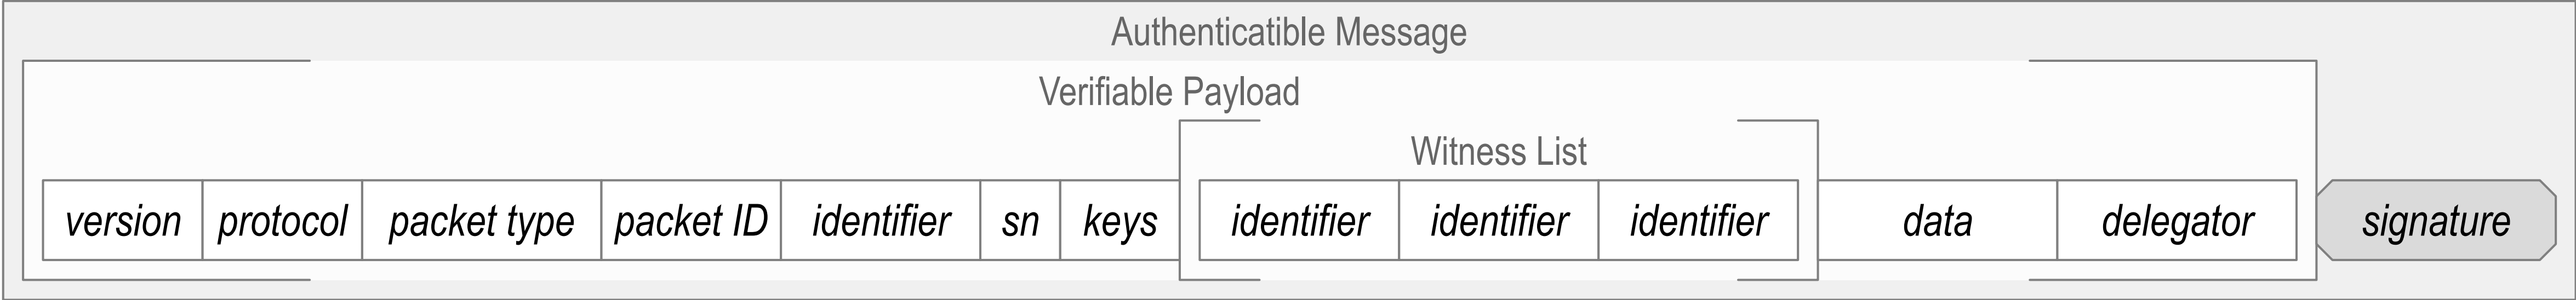 Authenticatible Message
Verifiable Payload
Witness List
version protocol packet type packet ID identifier sn keys identifier identifier identifier data delegator signature